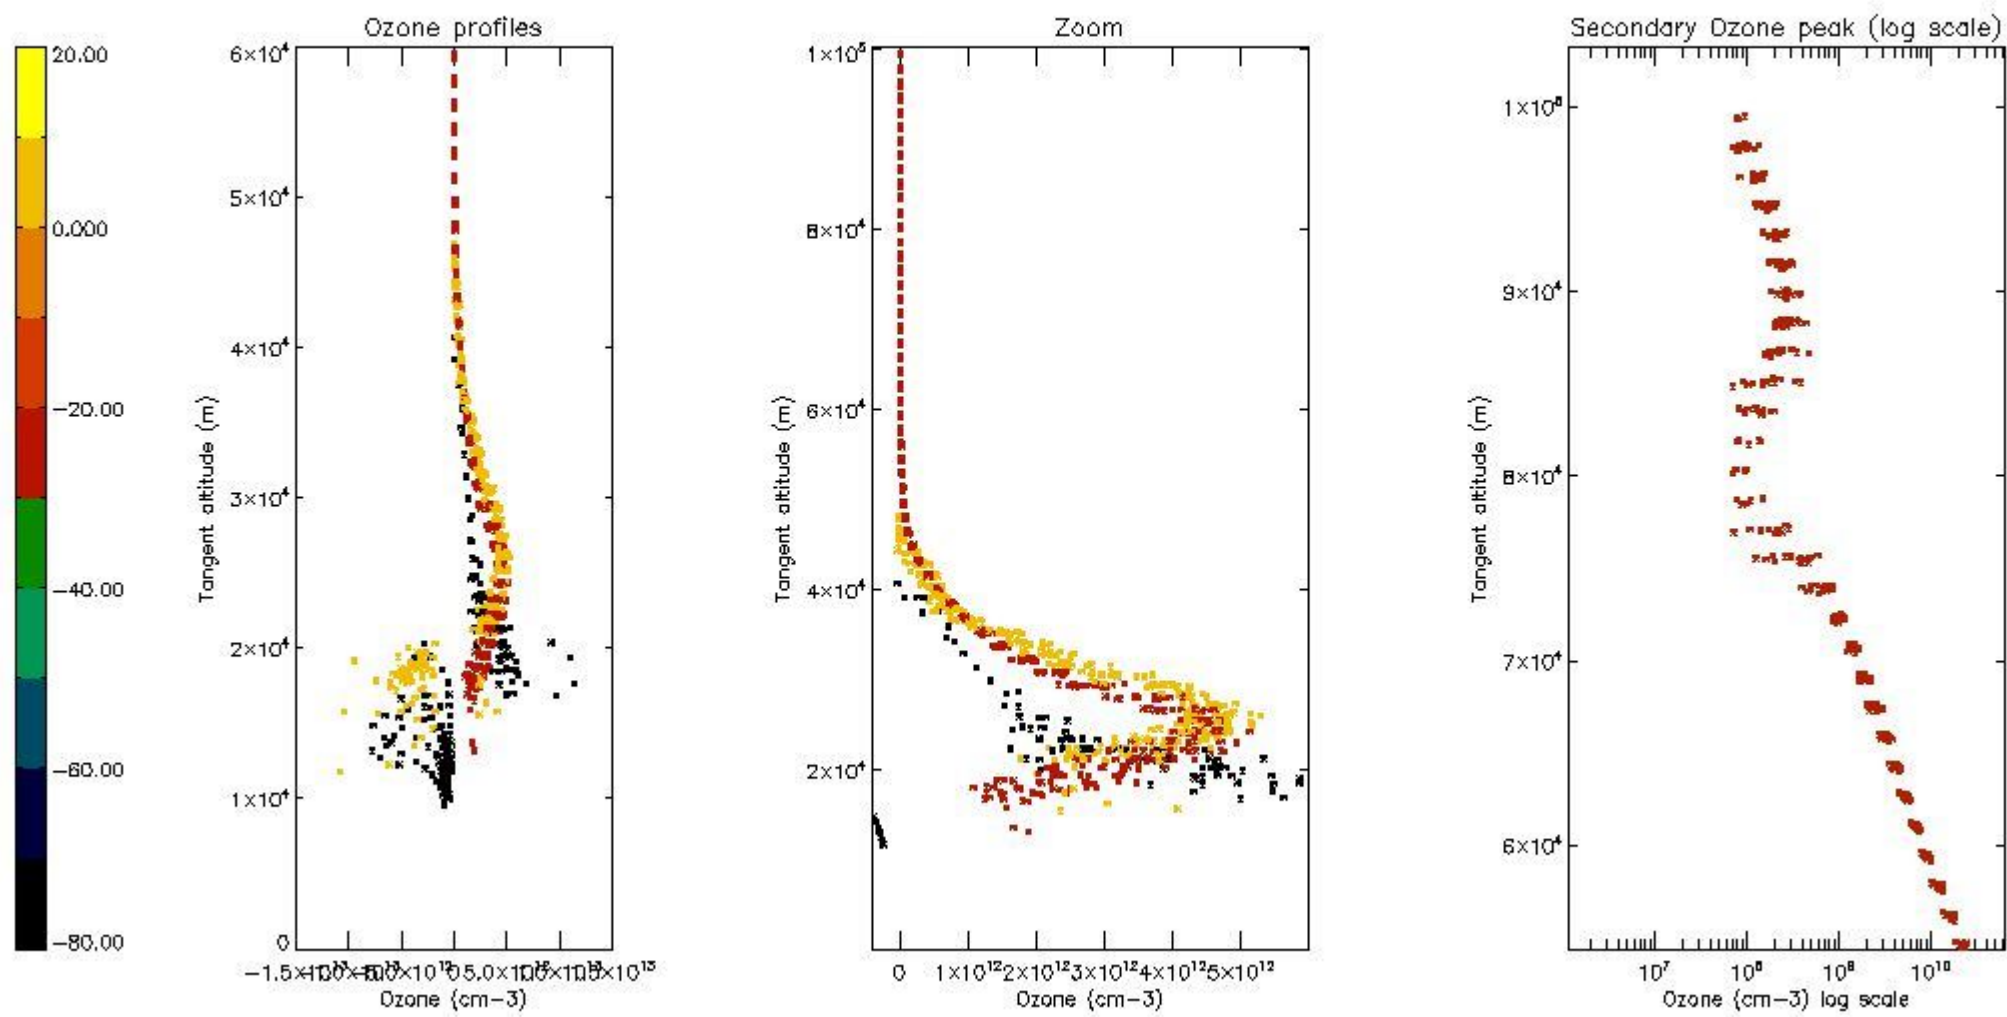 Ozone profiles
Zoom
Secondary Ozone peak (log scale)
20.00
0.000
−20.00
−40.00
−60.00
−80.00
6×10⁴
5×10⁴
4×10⁴
3×10⁴
2×10⁴
1×10⁴
0
Tangent altitude (m)
Ozone (cm−3)
1×10⁵
8×10⁴
6×10⁴
4×10⁴
2×10⁴
Tangent altitude (m)
0 1×10¹² 2×10¹² 3×10¹² 4×10¹² 5×10¹²
Ozone (cm−3)
1×10⁵
9×10⁴
8×10⁴
7×10⁴
6×10⁴
Tangent altitude (m)
10⁷ 10⁸ 10⁹ 10¹⁰
Ozone (cm−3) log scale